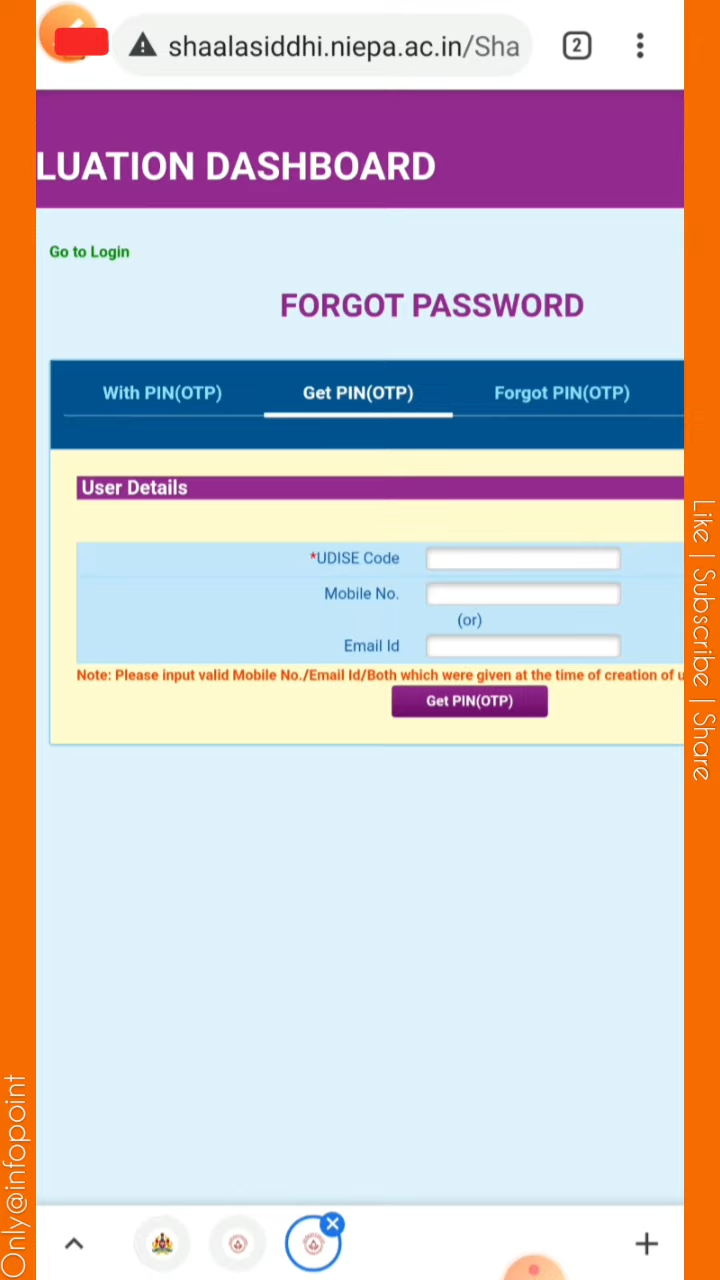 shaalasiddhi.niepa.ac.in/Sha
2
LUATION DASHBOARD
Go to Login
FORGOT PASSWORD
With PIN(OTP)
Get PIN(OTP)
Forgot PIN(OTP)
User Details
*UDISE Code
Mobile No.
(or)
Email Id
Note: Please input valid Mobile No./Email Id/Both which were given at the time of creation of u
Get PIN(OTP)
Like | Subscribe | Share
Only@infopoint